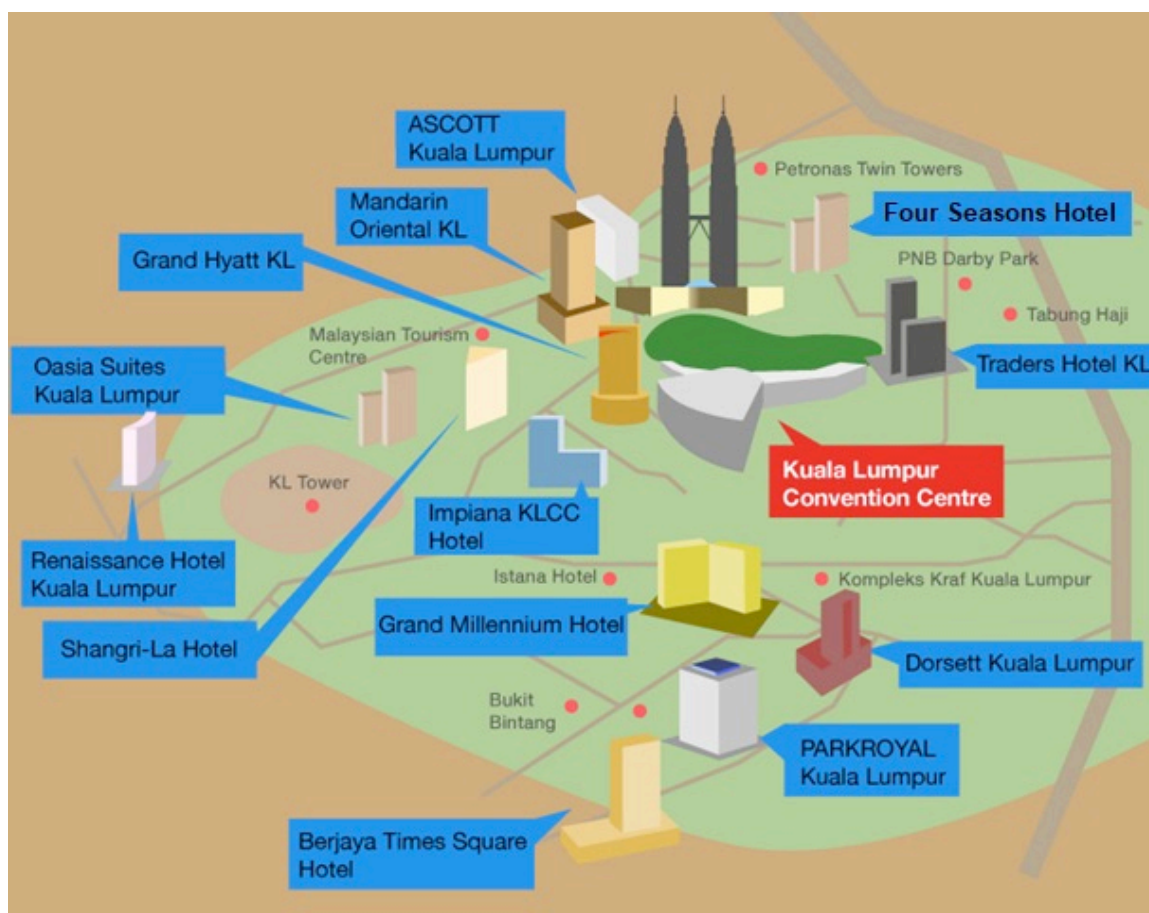 ASCOTT
Kuala Lumpur
Petronas Twin Towers
Mandarin
Oriental KL
Four Seasons Hotel
Grand Hyatt KL
PNB Darby Park
Tabung Haji
Malaysian Tourism
Centre
Oasia Suites
Kuala Lumpur
Traders Hotel KL
Kuala Lumpur
Convention Centre
KL Tower
Impiana KLCC
Hotel
Renaissance Hotel
Kuala Lumpur
Istana Hotel
Kompleks Kraf Kuala Lumpur
Grand Millennium Hotel
Shangri-La Hotel
Dorsett Kuala Lumpur
Bukit
Bintang
PARKROYAL
Kuala Lumpur
Berjaya Times Square
Hotel